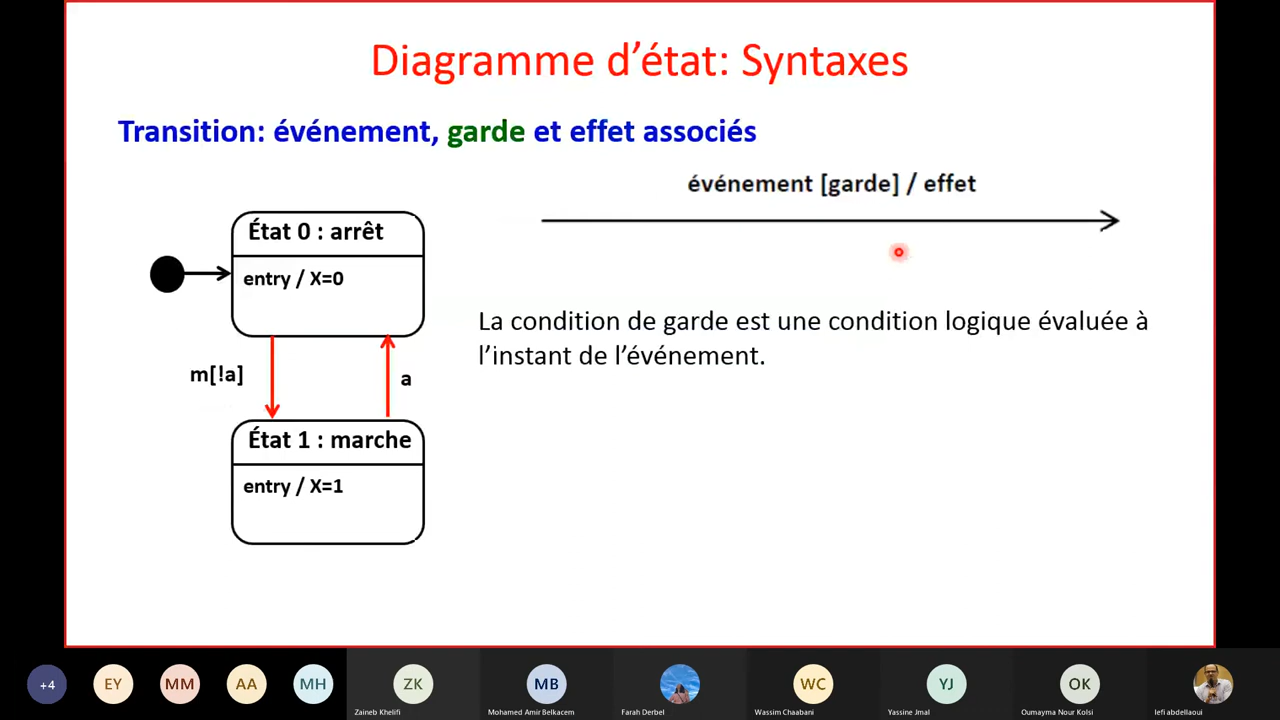 Diagramme d’état: Syntaxes
Transition: événement, garde et effet associés
événement [garde] / effet
État 0 : arrêt
entry / X=0
La condition de garde est une condition logique évaluée à
l’instant de l’événement.
m[!a]
a
État 1 : marche
entry / X=1
+4
EY
MM
AA
MH
ZK
MB
WC
YJ
OK
Zaineb Khelifi
Mohamed Amir Belkacem
Farah Derbel
Wassim Chaabani
Yassine Jmal
Oumayma Nour Kolsi
lefi abdellaoui